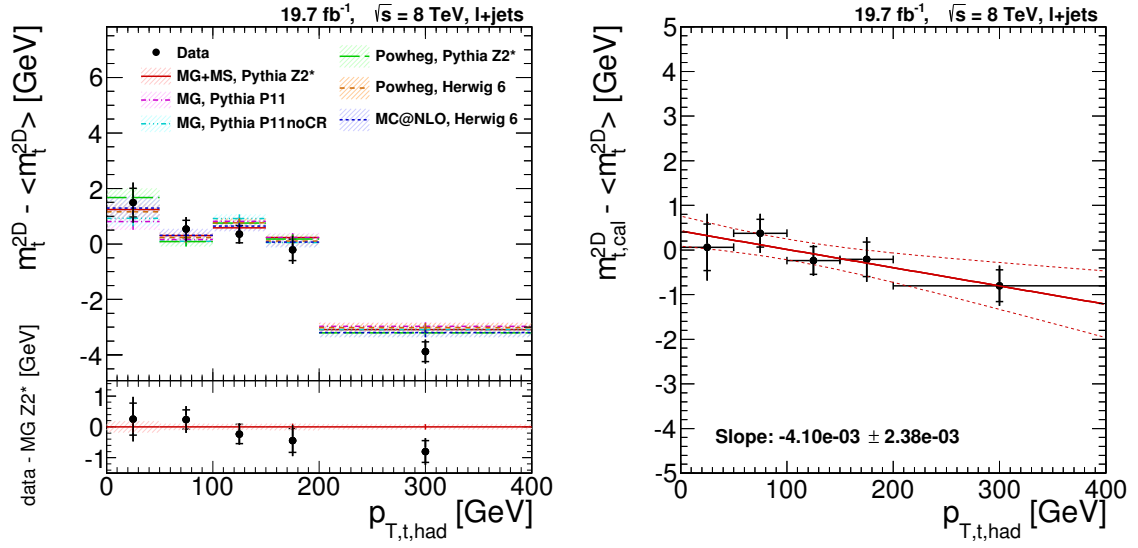 19.7 fb⁻¹, √s = 8 TeV, l+jets
m_t^2D - <m_t^2D> [GeV]
Data
MG+MS, Pythia Z2*
MG, Pythia P11
MG, Pythia P11noCR
Powheg, Pythia Z2*
Powheg, Herwig 6
MC@NLO, Herwig 6
6
4
2
0
-2
-4
data - MG Z2* [GeV]
1
0
-1
0 100 200 300 400
p_T,t,had [GeV]
19.7 fb⁻¹, √s = 8 TeV, l+jets
m_t,cal^2D - <m_t^2D> [GeV]
5
4
3
2
1
0
-1
-2
-3
-4
-5
Slope: -4.10e-03 ± 2.38e-03
0 100 200 300 400
p_T,t,had [GeV]